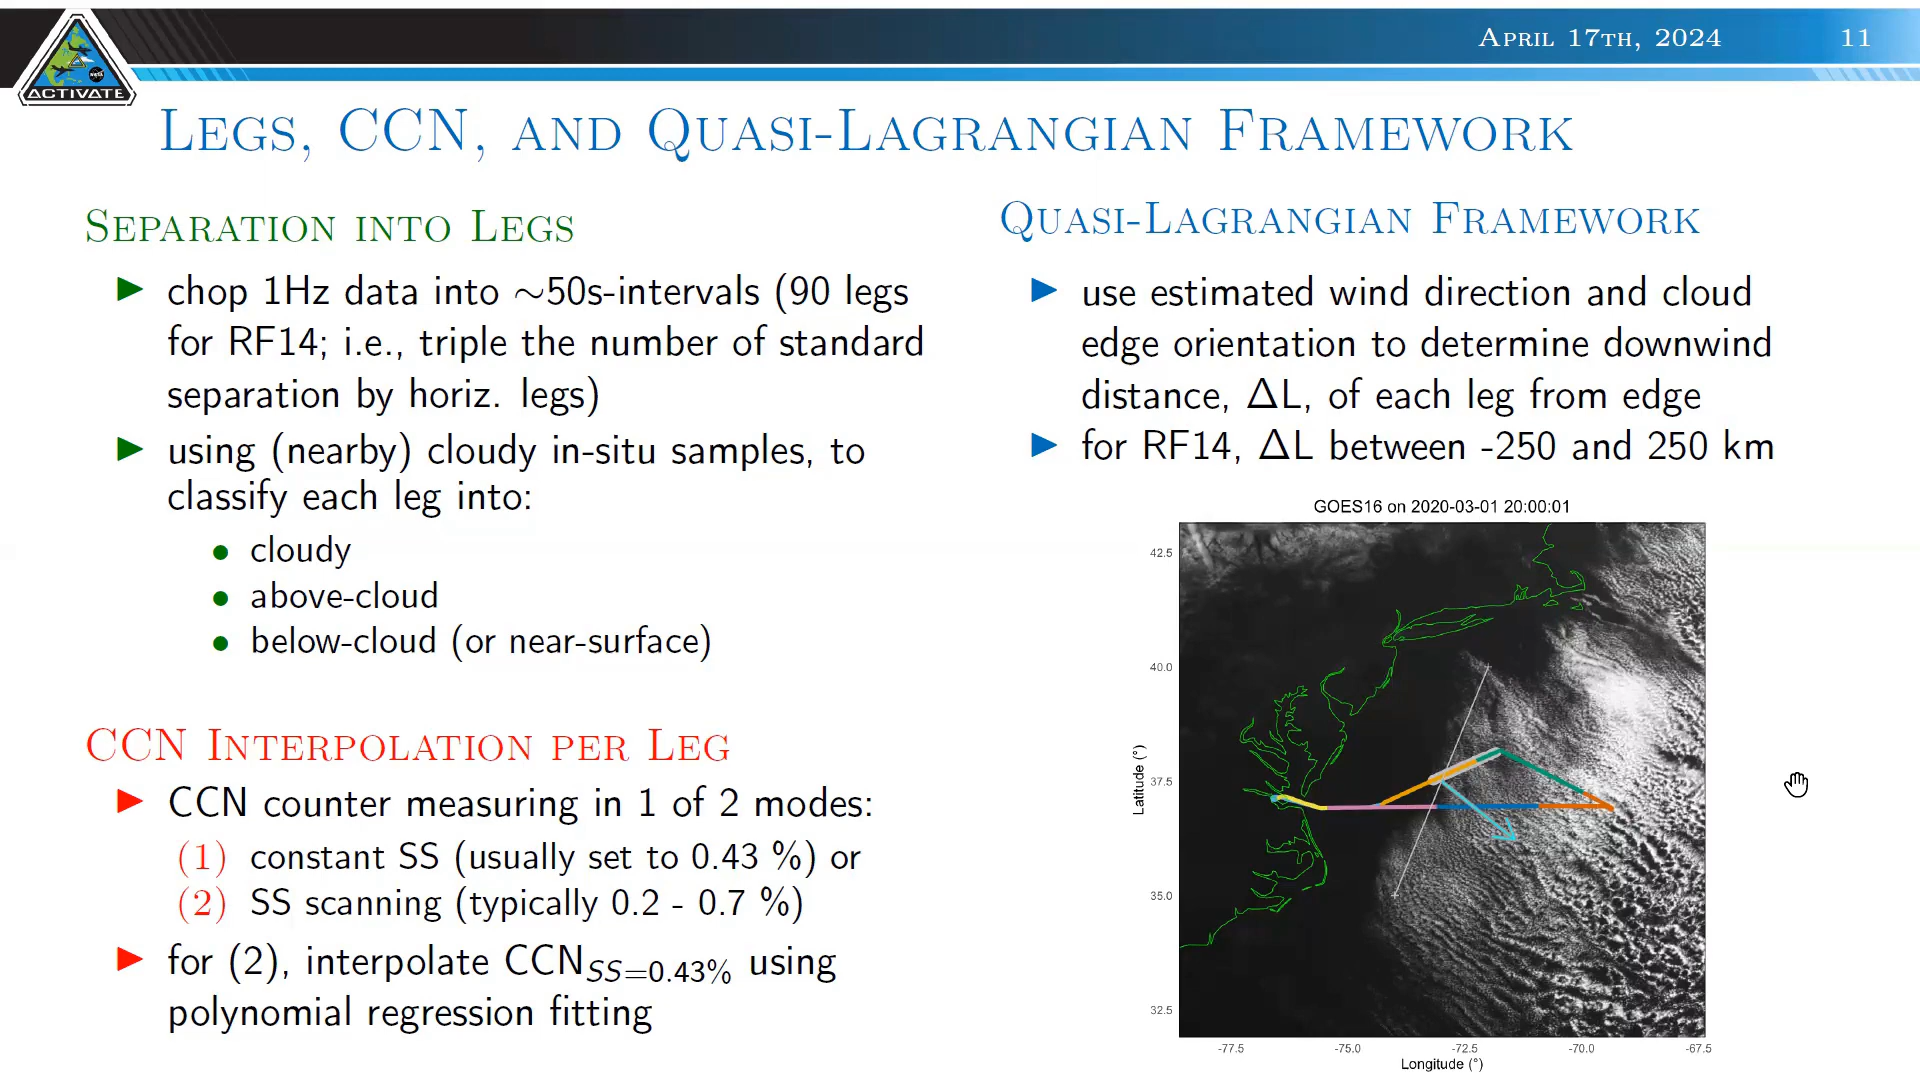 APRIL 17TH, 2024 11
ACTIVATE
LEGS, CCN, AND QUASI-LAGRANGIAN FRAMEWORK
SEPARATION INTO LEGS
chop 1Hz data into ~50s-intervals (90 legs
for RF14; i.e., triple the number of standard
separation by horiz. legs)
using (nearby) cloudy in-situ samples, to
classify each leg into:
cloudy
above-cloud
below-cloud (or near-surface)
CCN INTERPOLATION PER LEG
CCN counter measuring in 1 of 2 modes:
(1) constant SS (usually set to 0.43 %) or
(2) SS scanning (typically 0.2 - 0.7 %)
for (2), interpolate CCN_SS=0.43% using
polynomial regression fitting
QUASI-LAGRANGIAN FRAMEWORK
use estimated wind direction and cloud
edge orientation to determine downwind
distance, ΔL, of each leg from edge
for RF14, ΔL between -250 and 250 km
GOES16 on 2020-03-01 20:00:01
Latitude (°)
42.5
40.0
37.5
35.0
32.5
-77.5 -75.0 -72.5 -70.0 -67.5
Longitude (°)